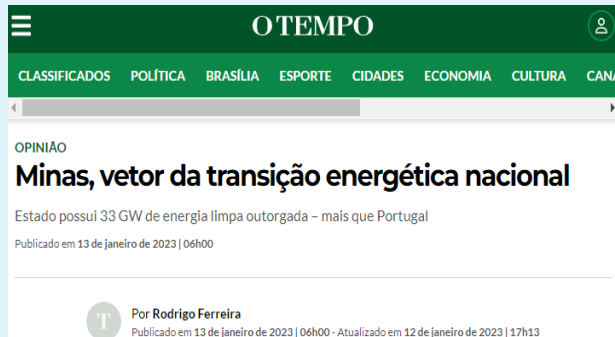 O TEMPO
CLASSIFICADOS POLÍTICA BRASÍLIA ESPORTE CIDADES ECONOMIA CULTURA
OPINIÃO
Minas, vetor da transição energética nacional
Estado possui 33 GW de energia limpa outorgada – mais que Portugal
Publicado em 13 de janeiro de 2023 | 06h00
T
Por Rodrigo Ferreira
Publicado em 13 de janeiro de 2023 | 06h00 - Atualizado em 12 de janeiro de 2023 | 17h13